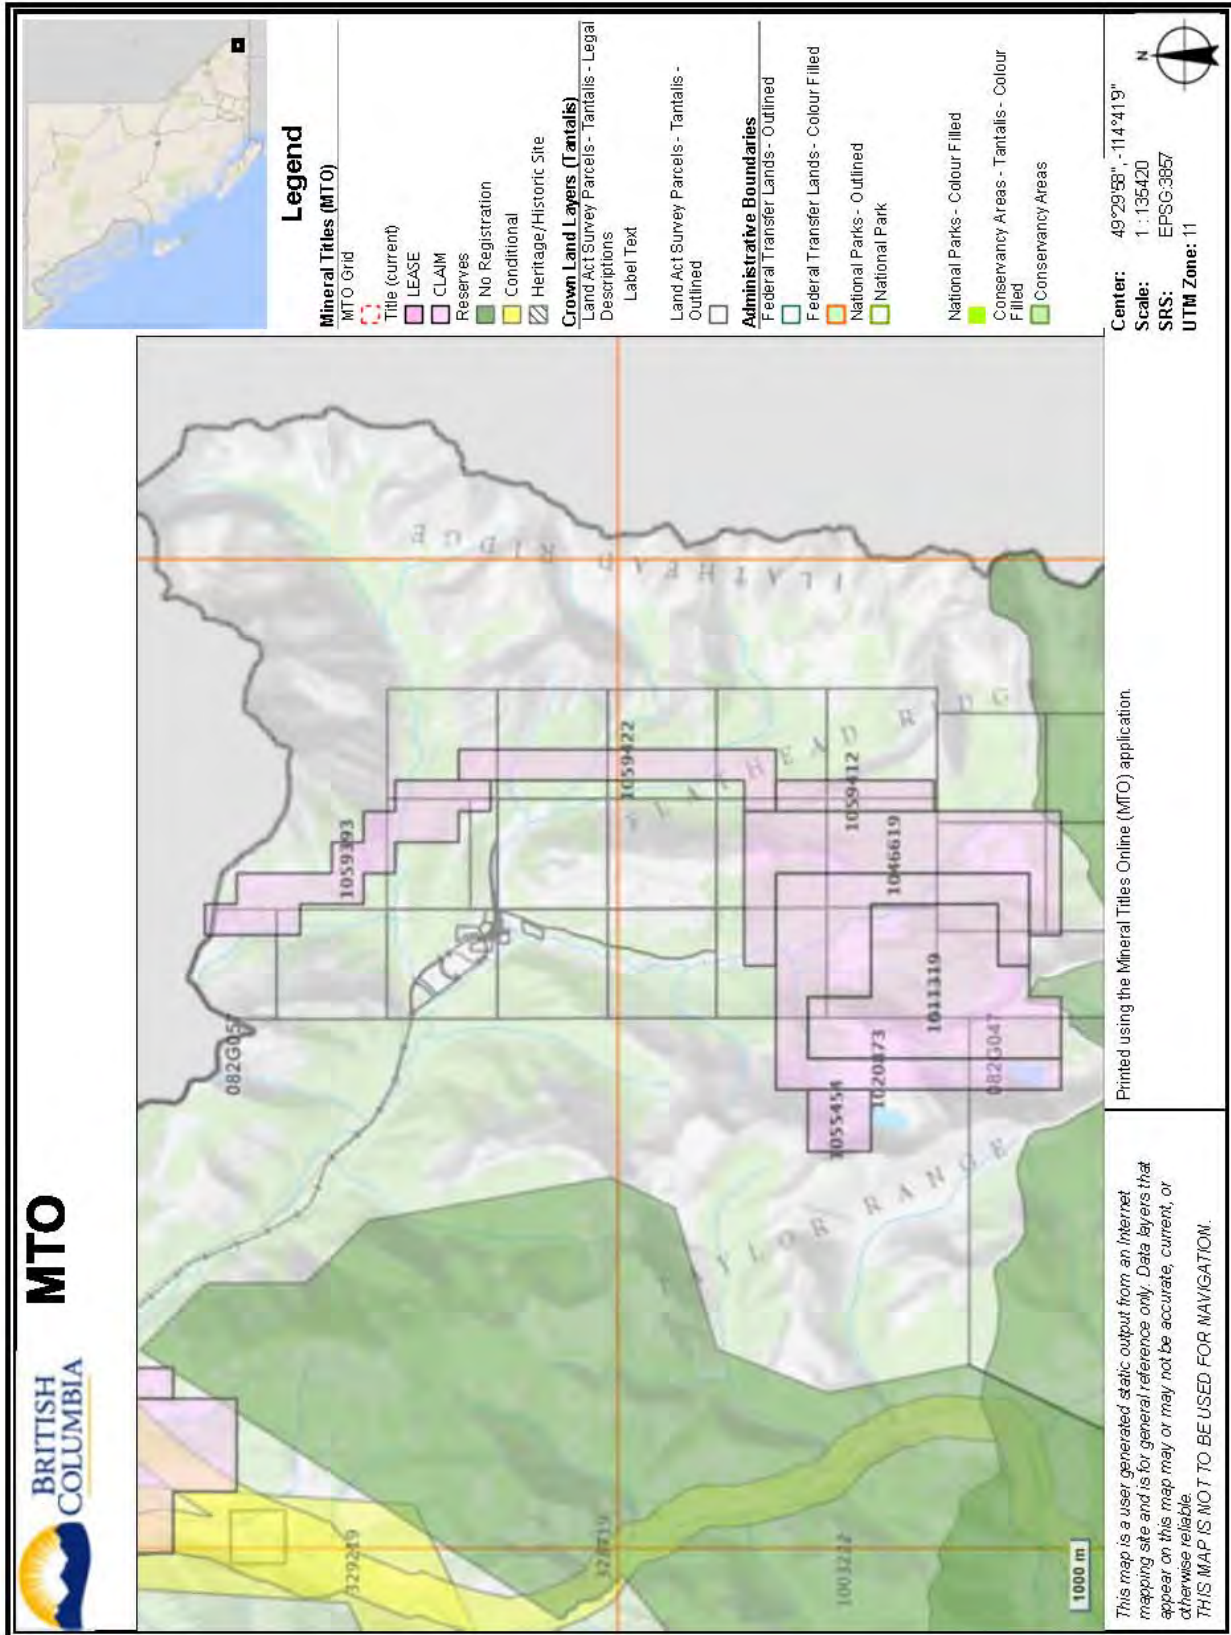 BRITISH
COLUMBIA
MTO
Legend
Mineral Titles (MTO)
MTO Grid
Title (current)
LEASE
CLAIM
Reserves
No Registration
Conditional
Heritage/Historic Site
Crown Land Layers (Tantalis)
Land Act Survey Parcels - Tantalis - Legal
Descriptions
Label Text
Land Act Survey Parcels - Tantalis -
Outlined
Administrative Boundaries
Federal Transfer Lands - Outlined
Federal Transfer Lands - Colour Filled
National Parks - Outlined
National Park
National Parks - Colour Filled
Conservancy Areas - Tantalis - Colour
Filled
Conservancy Areas
Center: 49°29'58", -114°41'9"
Scale: 1 : 135420
SRS: EPSG:3857
UTM Zone: 11
N
1059393
1059422
1059412
1046619
1011319
1020873
1055454
082G047
329219
1003212
FLATHEAD RIDGE
FLATHEAD RIDG
TAYLOR RANGE
1000 m
This map is a user generated static output from an Internet
mapping site and is for general reference only. Data layers that
appear on this map may or may not be accurate, current, or
otherwise reliable.
THIS MAP IS NOT TO BE USED FOR NAVIGATION.
Printed using the Mineral Titles Online (MTO) application.